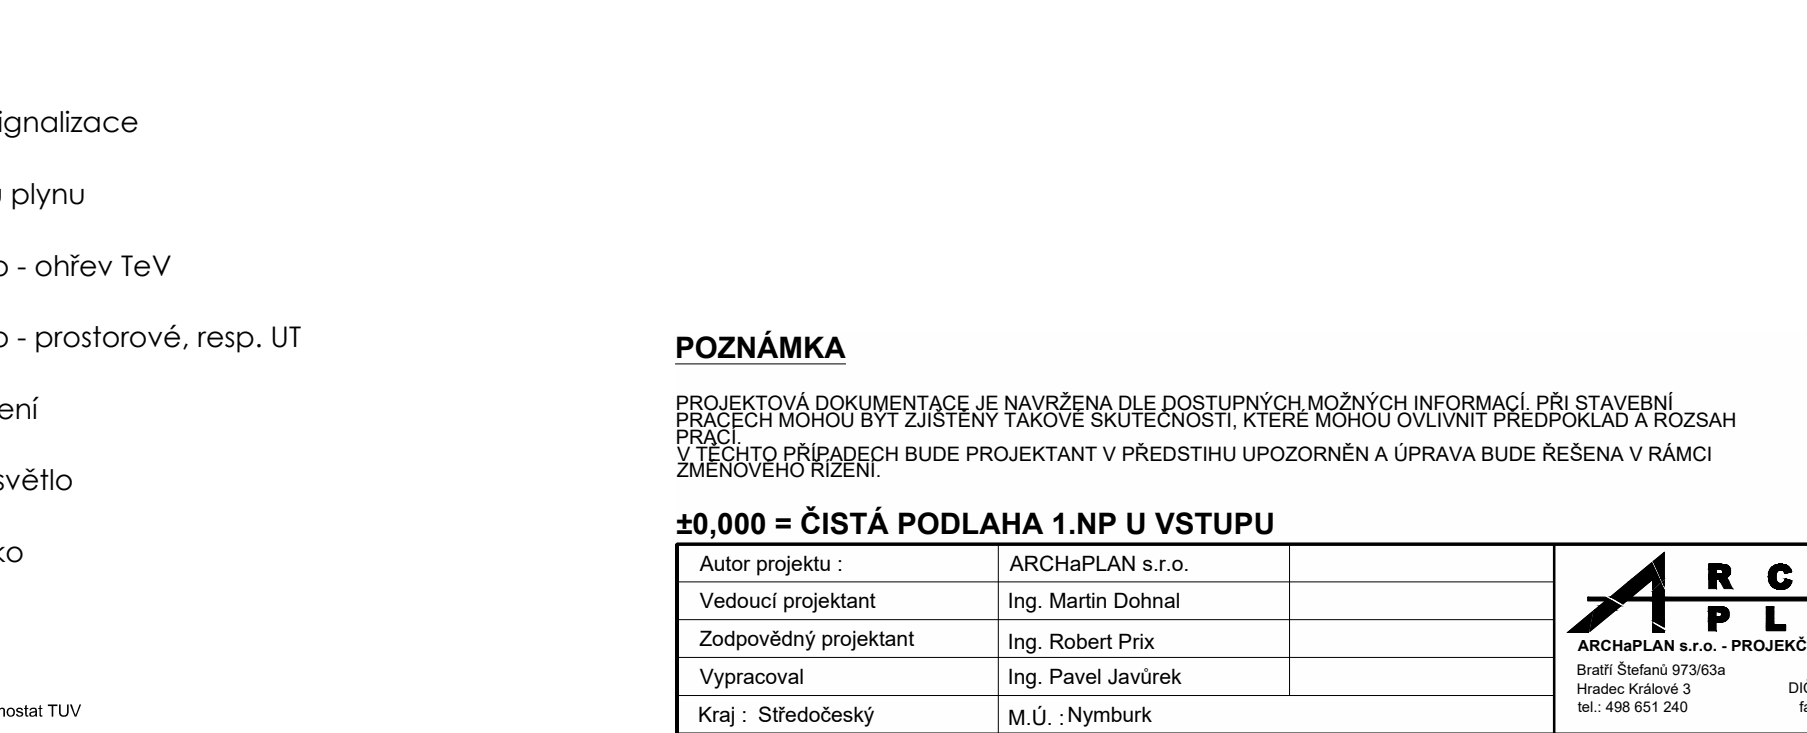 ignalizace
plynu
- ohřev TeV
- prostorové, resp. UT
ení
světlo
ko
mostat TUV
POZNÁMKA
PROJEKTOVÁ DOKUMENTACE JE NAVRŽENA DLE DOSTUPNÝCH MOŽNÝCH INFORMACÍ. PŘI STAVEBNÍ
PRACECH MOHOU BÝT ZJIŠTĚNY TAKOVÉ SKUTEČNOSTI, KTERÉ MOHOU OVLIVNIT PŘEDPOKLAD A ROZSAH
PRACÍ.
V TĚCHTO PŘÍPADECH BUDE PROJEKTANT V PŘEDSTIHU UPOZORNĚN A ÚPRAVA BUDE ŘEŠENA V RÁMCI
ZMĚNOVÉHO ŘÍZENÍ.
±0,000 = ČISTÁ PODLAHA 1.NP U VSTUPU
Autor projektu : ARCHaPLAN s.r.o.
Vedoucí projektant Ing. Martin Dohnal
Zodpovědný projektant Ing. Robert Prix
Vypracoval Ing. Pavel Javůrek
Kraj : Středočeský M.Ú. : Nymburk
A R C
P L
ARCHaPLAN s.r.o. - PROJEKČ
Bratří Štefanů 973/63a
Hradec Králové 3 DIČ
tel.: 498 651 240 fa